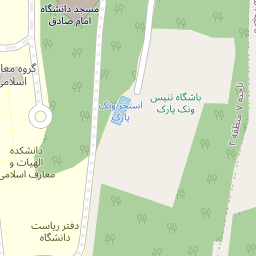 مسجد دانشگاه
امام صادق
گروه معا
اسلامی
باشگاه تنیس
ونک پارک
استخر ونک
پارک
ناحیه ۷ منطقه ۲
دانشکده
الهیات و
معارف اسلامی
دفتر ریاست
دانشگاه